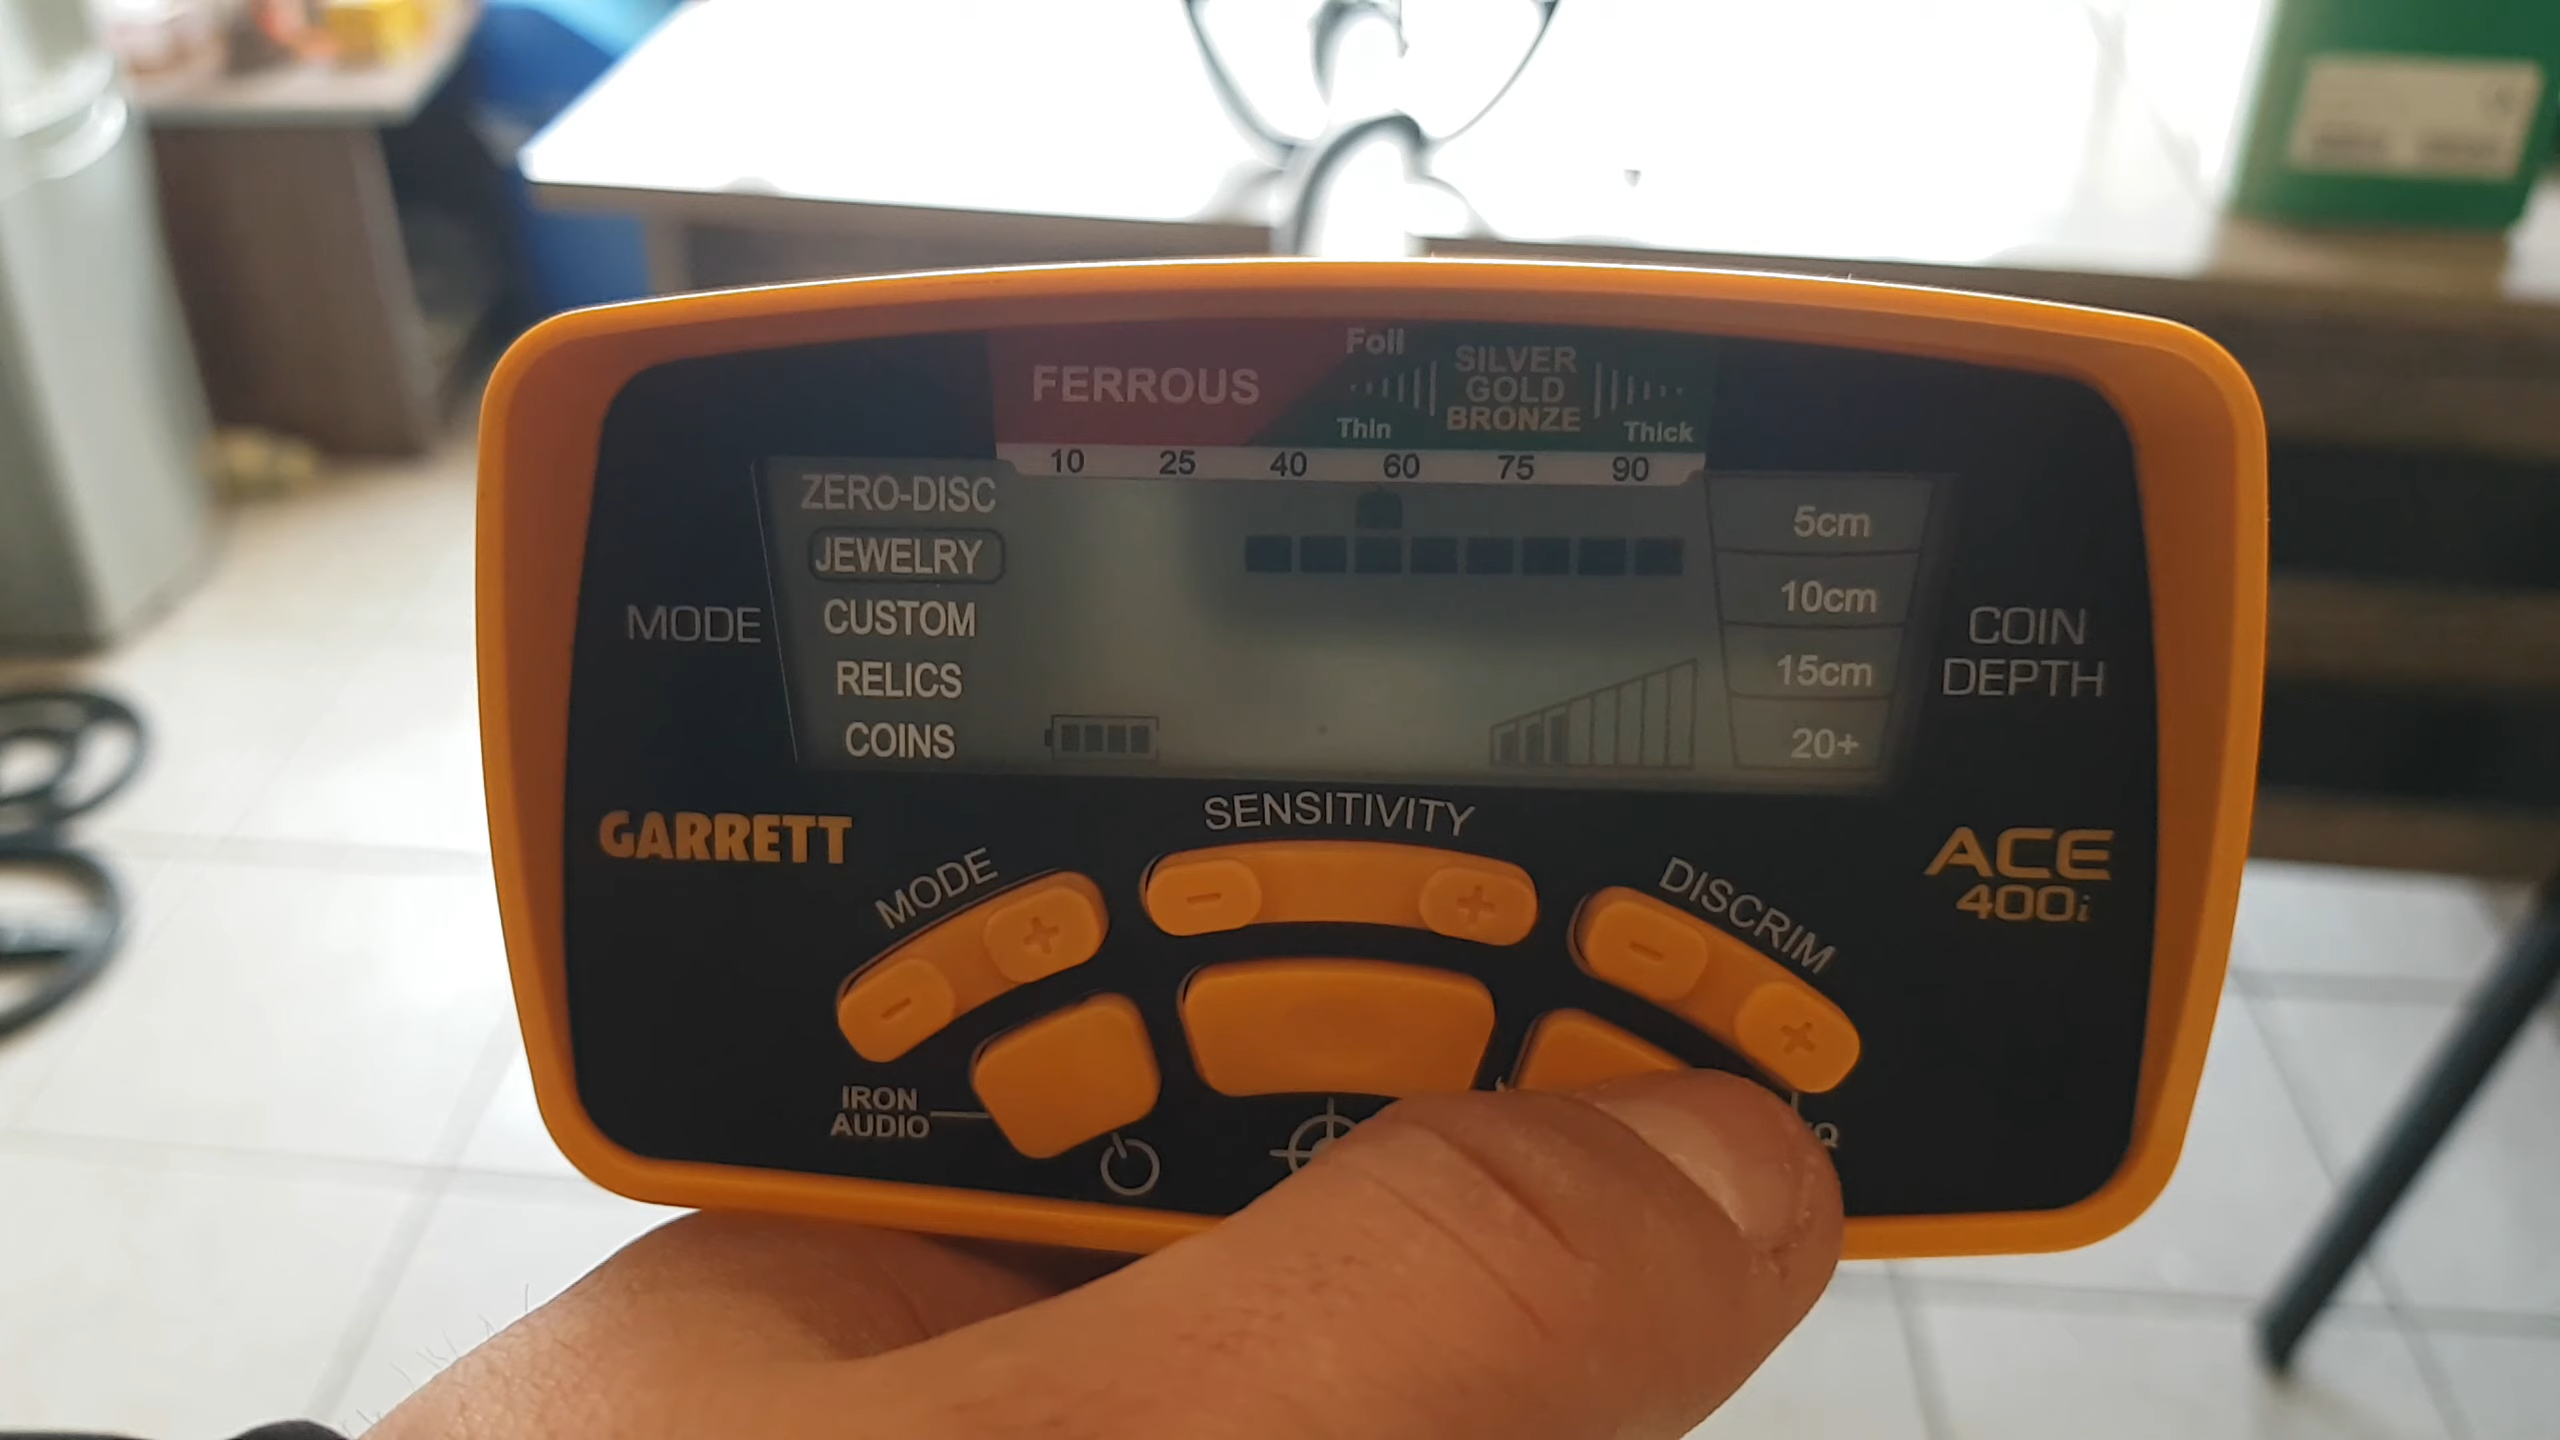 Foil
FERROUS
SILVER
GOLD
BRONZE
Thin
Thick
10 25 40 60 75 90
ZERO-DISC
JEWELRY
CUSTOM
RELICS
COINS
MODE
5cm
10cm
15cm
20+
COIN
DEPTH
GARRETT
ACE
400i
SENSITIVITY
MODE
DISCRIM
- +
- +
- +
IRON
AUDIO